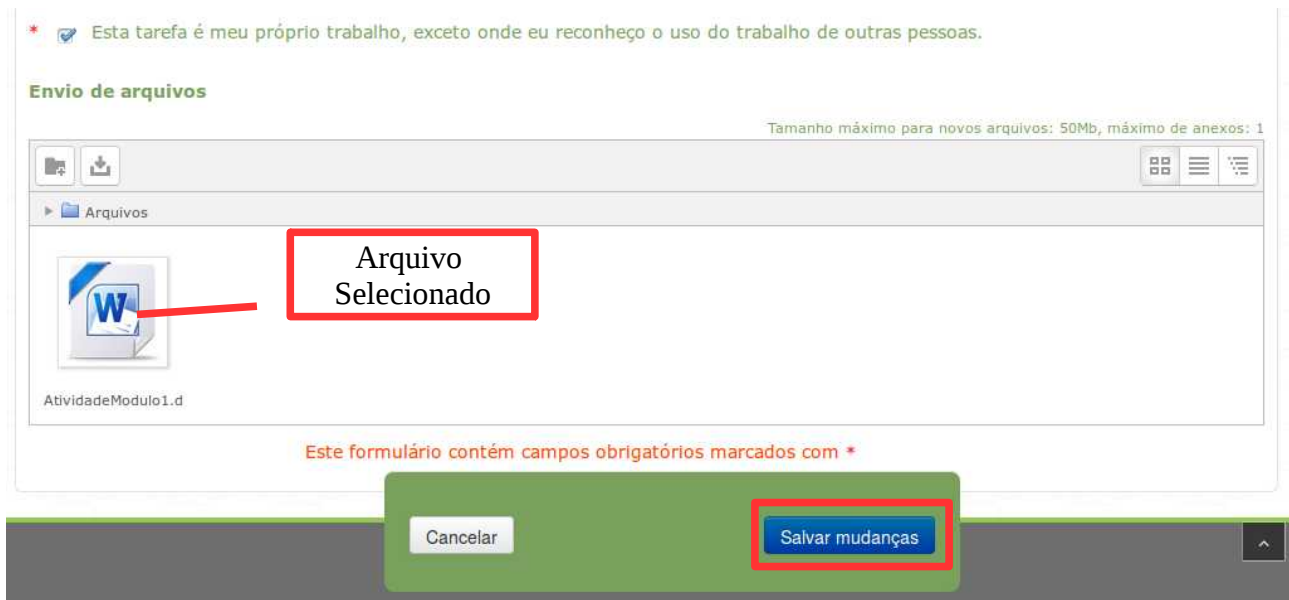 * Esta tarefa é meu próprio trabalho, exceto onde eu reconheço o uso do trabalho de outras pessoas.
Envio de arquivos
Tamanho máximo para novos arquivos: 50Mb, máximo de anexos: 1
Arquivos
Arquivo
Selecionado
W
AtividadeModulo1.d
Este formulário contém campos obrigatórios marcados com *
Cancelar
Salvar mudanças